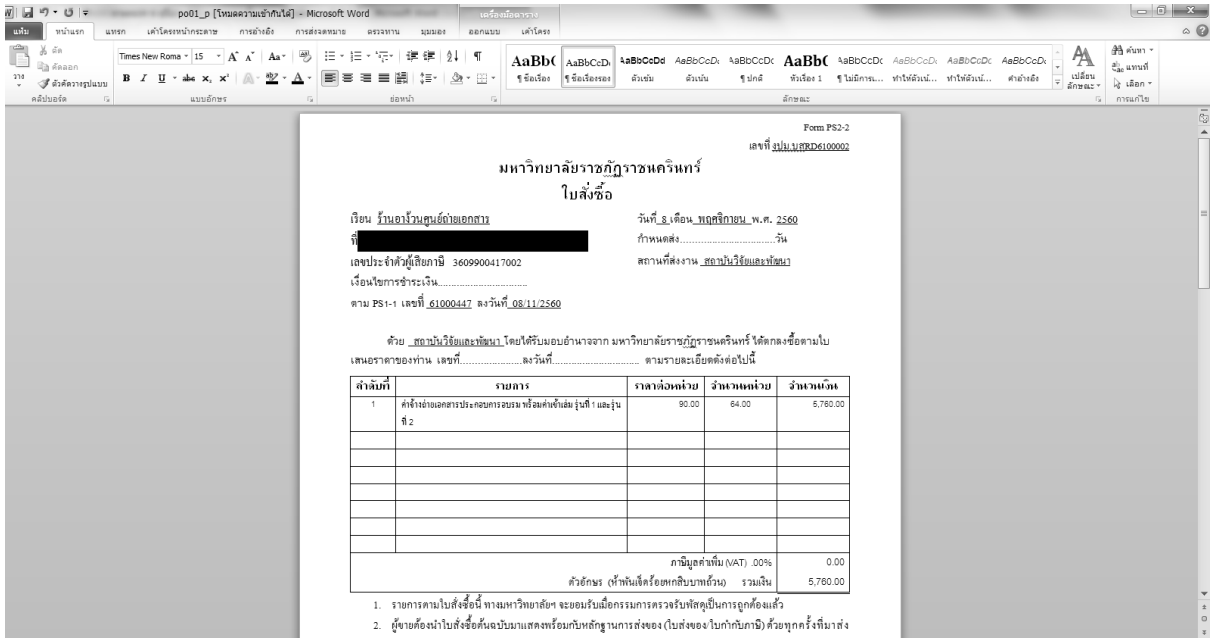 po01_p [โหมดความเข้ากันได้] - Microsoft Word
เครื่องมือตาราง
แฟ้ม หน้าแรก แทรก เค้าโครงหน้ากระดาษ การอ้างอิง การส่งจดหมาย ตรวจทาน มุมมอง ออกแบบ เค้าโครง
วาง
ตัด
คัดลอก
ตัวคัดวางรูปแบบ
คลิปบอร์ด
Times New Roma 15
แบบอักษร
ย่อหน้า
AaBb( AaBbCcD AaBbCcDd AaBbCcDc AaBbCcDc AaBb( AaBbCcDc AaBbCcDc AaBbCcDc AaBbCcDc
¶ ชื่อเรื่อง ¶ ชื่อเรื่องรอง ตัวเข้ม ตัวเน้น ¶ ปกติ หัวเรื่อง 1 ¶ ไม่มีการ... ทำให้ตัวเน้... ทำให้ตัวเน้... คำอ้างอิง
ลักษณะ
เปลี่ยน
ลักษณะ
ค้นหา
แทนที่
เลือก
การแก้ไข
Form PS2-2
เลขที่ งปม.บสRD6100002
มหาวิทยาลัยราชภัฏราชนครินทร์
ใบสั่งซื้อ
เรียน ร้านอาง้วนศูนย์ถ่ายเอกสาร
วันที่ 8 เดือน พฤศจิกายน พ.ศ. 2560
ที่
กำหนดส่ง................................วัน
เลขประจำตัวผู้เสียภาษี 3609900417002
สถานที่ส่งงาน สถาบันวิจัยและพัฒนา
เงื่อนไขการชำระเงิน................................
ตาม PS1-1 เลขที่ 61000447 ลงวันที่ 08/11/2560
ด้วย สถาบันวิจัยและพัฒนา โดยได้รับมอบอำนาจจาก มหาวิทยาลัยราชภัฏราชนครินทร์ ได้ตกลงซื้อตามใบ
เสนอราคาของท่าน เลขที่......................ลงวันที่............................... ตามรายละเอียดดังต่อไปนี้
ลำดับที่ รายการ ราคาต่อหน่วย จำนวนหน่วย จำนวนเงิน
1 ค่าจ้างถ่ายเอกสารประกอบการอบรม พร้อมค่าเข้าเล่ม รุ่นที่ 1 และรุ่น 90.00 64.00 5,760.00
ที่ 2
ภาษีมูลค่าเพิ่ม (VAT) .00% 0.00
ตัวอักษร (ห้าพันเจ็ดร้อยหกสิบบาทถ้วน) รวมเงิน 5,760.00
1. รายการตามใบสั่งซื้อนี้ ทางมหาวิทยาลัยฯ จะยอมรับเมื่อกรรมการตรวจรับพัสดุเป็นการถูกต้องแล้ว
2. ผู้ขายต้องนำใบสั่งซื้อต้นฉบับมาแสดงพร้อมกับหลักฐานการส่งของ (ใบส่งของ/ใบกำกับภาษี) ด้วยทุกครั้งที่มาส่ง